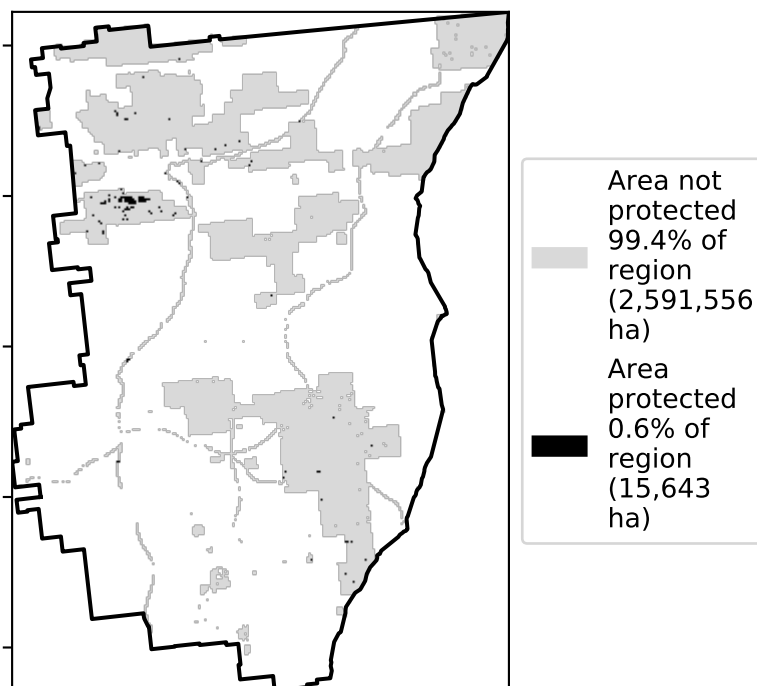 Area not
protected
99.4% of
region
(2,591,556
ha)
Area
protected
0.6% of
region
(15,643
ha)